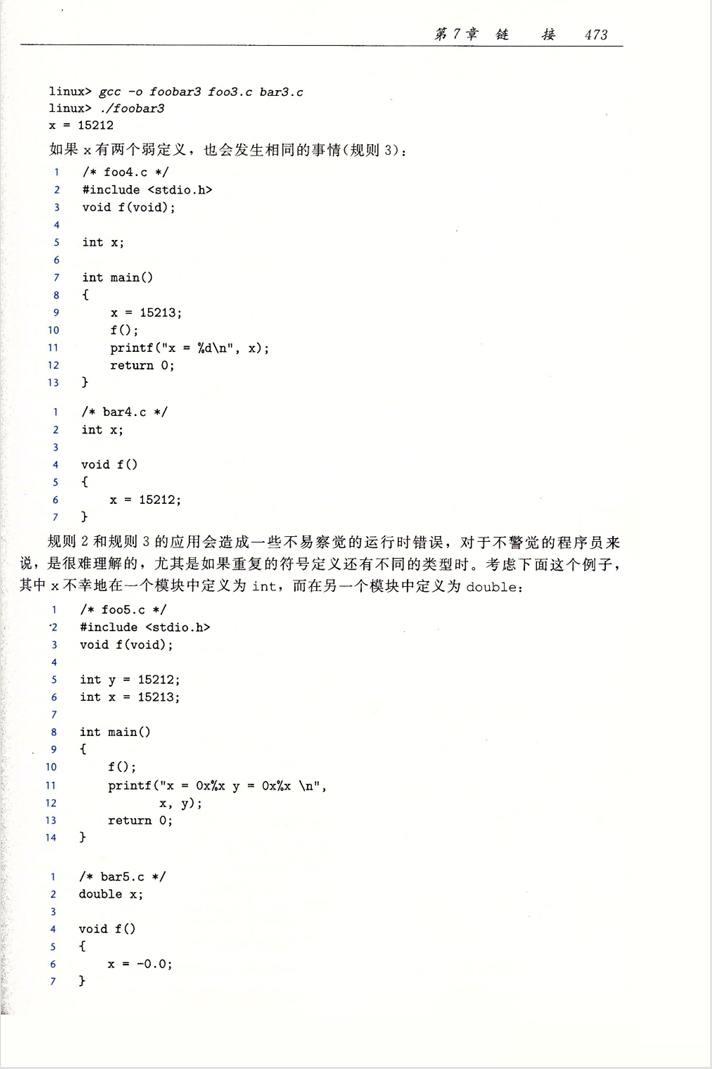 第7章 链 接 473
linux> gcc -o foobar3 foo3.c bar3.c
linux> ./foobar3
x = 15212
如果 x 有两个弱定义，也会发生相同的事情(规则 3)：
1 /* foo4.c */
2 #include <stdio.h>
3 void f(void);
4
5 int x;
6
7 int main()
8 {
9 x = 15213;
10 f();
11 printf("x = %d\n", x);
12 return 0;
13 }
1 /* bar4.c */
2 int x;
3
4 void f()
5 {
6 x = 15212;
7 }
规则 2 和规则 3 的应用会造成一些不易察觉的运行时错误，对于不警觉的程序员来
说，是很难理解的，尤其是如果重复的符号定义还有不同的类型时。考虑下面这个例子，
其中 x 不幸地在一个模块中定义为 int，而在另一个模块中定义为 double：
1 /* foo5.c */
2 #include <stdio.h>
3 void f(void);
4
5 int y = 15212;
6 int x = 15213;
7
8 int main()
9 {
10 f();
11 printf("x = 0x%x y = 0x%x \n",
12 x, y);
13 return 0;
14 }
1 /* bar5.c */
2 double x;
3
4 void f()
5 {
6 x = -0.0;
7 }